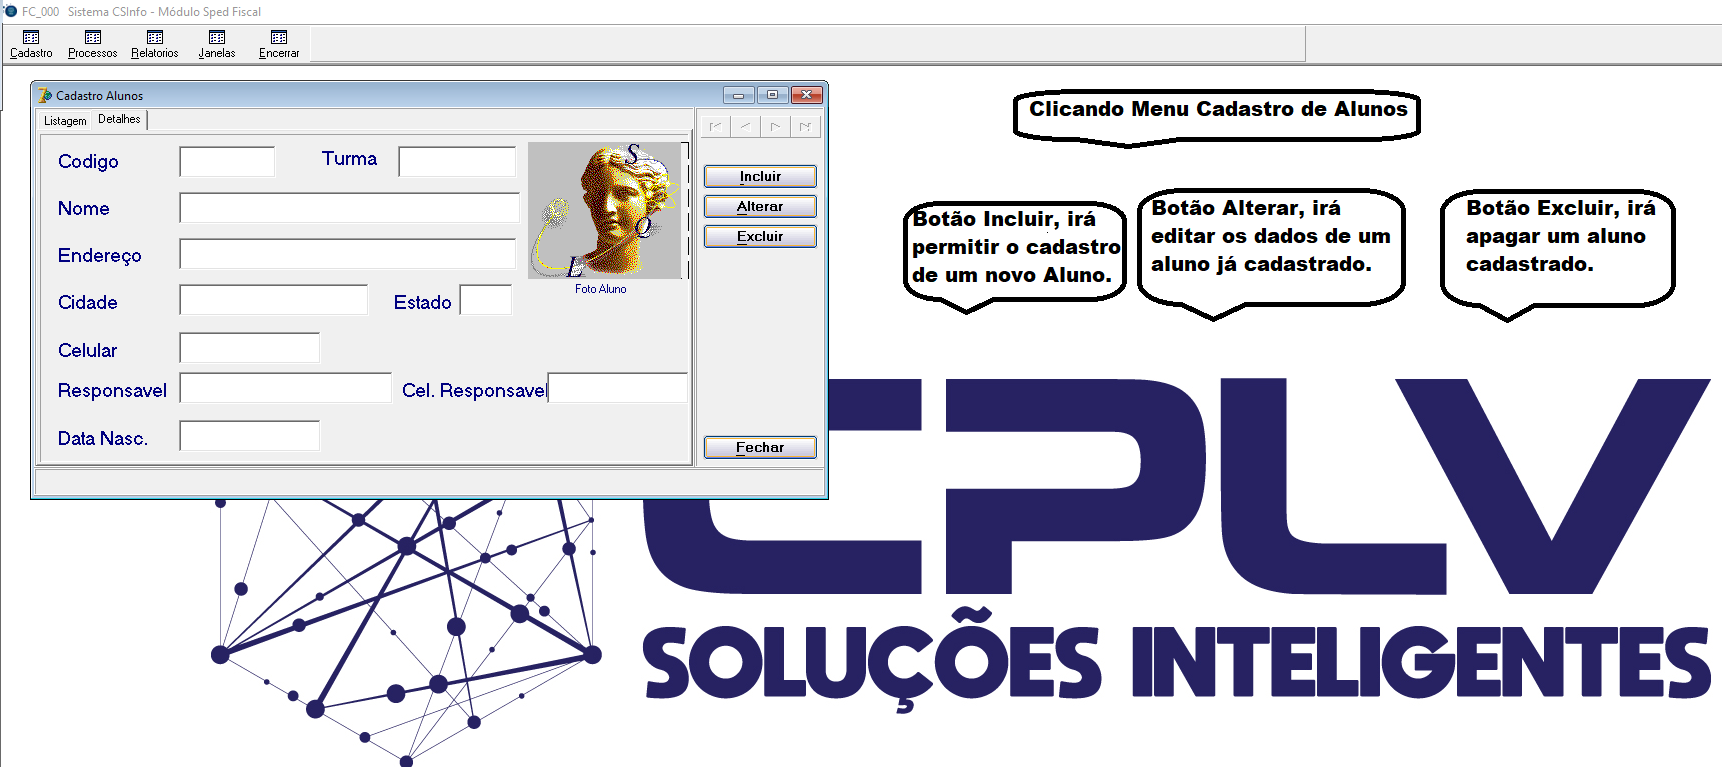 FC_000 Sistema CSInfo - Módulo Sped Fiscal
Cadastro Processos Relatorios Janelas Encerrar
Cadastro Alunos
Listagem Detalhes
Codigo Turma
Nome
Endereço
Cidade Estado
Celular
Responsavel Cel. Responsavel
Data Nasc.
S
Q
L
Foto Aluno
Incluir
Alterar
Excluir
Fechar
Clicando Menu Cadastro de Alunos
Botão Incluir, irá
permitir o cadastro
de um novo Aluno.
Botão Alterar, irá
editar os dados de um
aluno já cadastrado.
Botão Excluir, irá
apagar um aluno
cadastrado.
CPLV
SOLUÇÕES INTELIGENTES